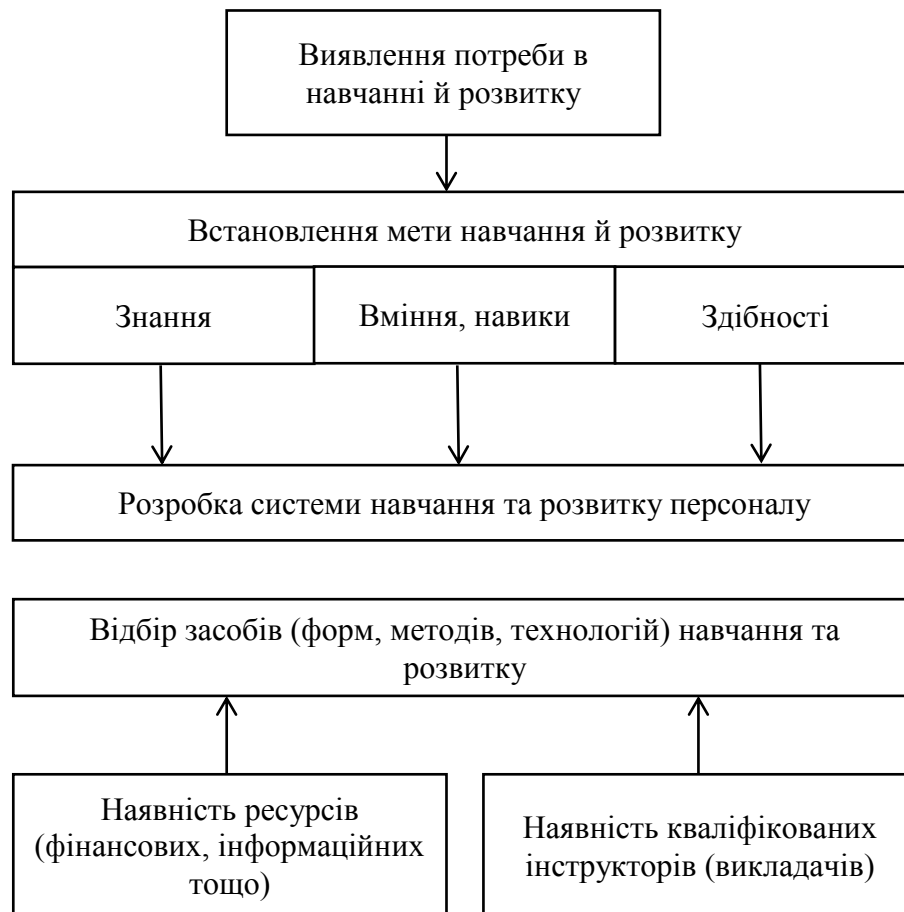 Виявлення потреби в
навчанні й розвитку
Встановлення мети навчання й розвитку
Знання
Вміння, навики
Здібності
Розробка системи навчання та розвитку персоналу
Відбір засобів (форм, методів, технологій) навчання та
розвитку
Наявність ресурсів
(фінансових, інформаційних
тощо)
Наявність кваліфікованих
інструкторів (викладачів)